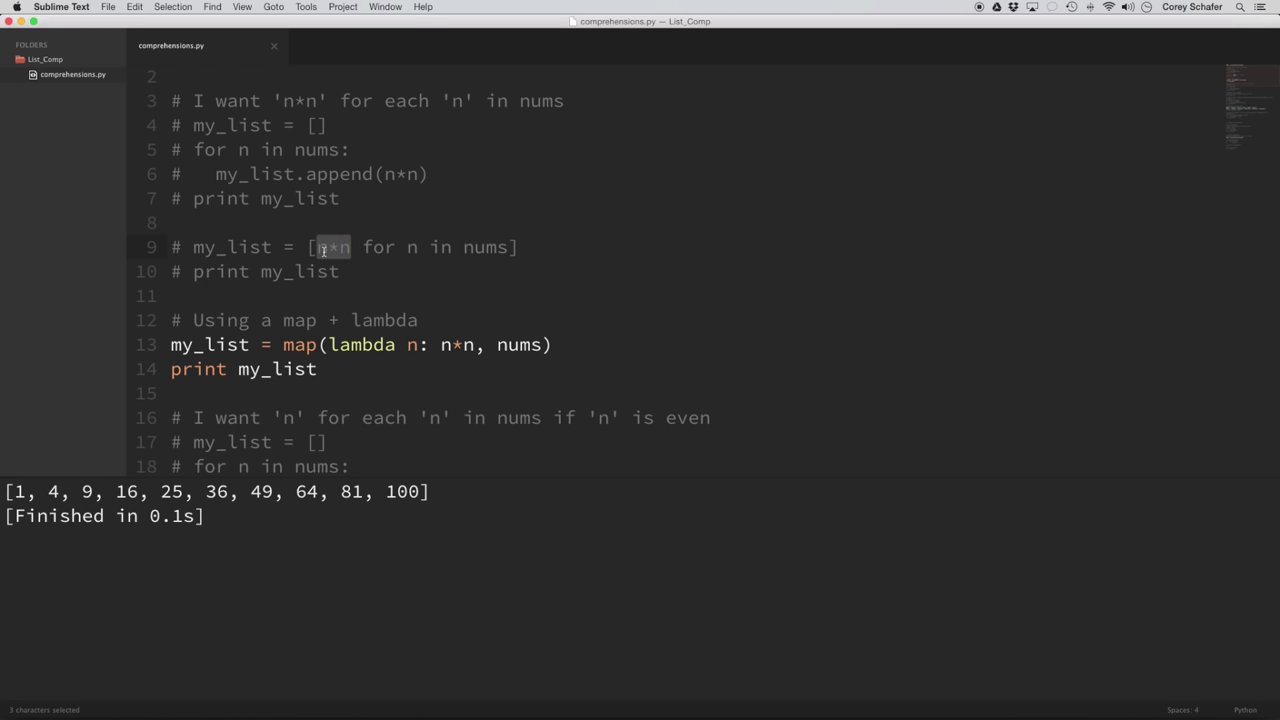 Sublime Text File Edit Selection Find View Goto Tools Project Window Help Corey Schafer
comprehensions.py — List_Comp
FOLDERS
List_Comp
comprehensions.py
comprehensions.py
2
3 # I want 'n*n' for each 'n' in nums
4 # my_list = []
5 # for n in nums:
6 #   my_list.append(n*n)
7 # print my_list
8
9 # my_list = [n*n for n in nums]
10 # print my_list
11
12 # Using a map + lambda
13 my_list = map(lambda n: n*n, nums)
14 print my_list
15
16 # I want 'n' for each 'n' in nums if 'n' is even
17 # my_list = []
18 # for n in nums:
[1, 4, 9, 16, 25, 36, 49, 64, 81, 100]
[Finished in 0.1s]
3 characters selected Spaces: 4 Python